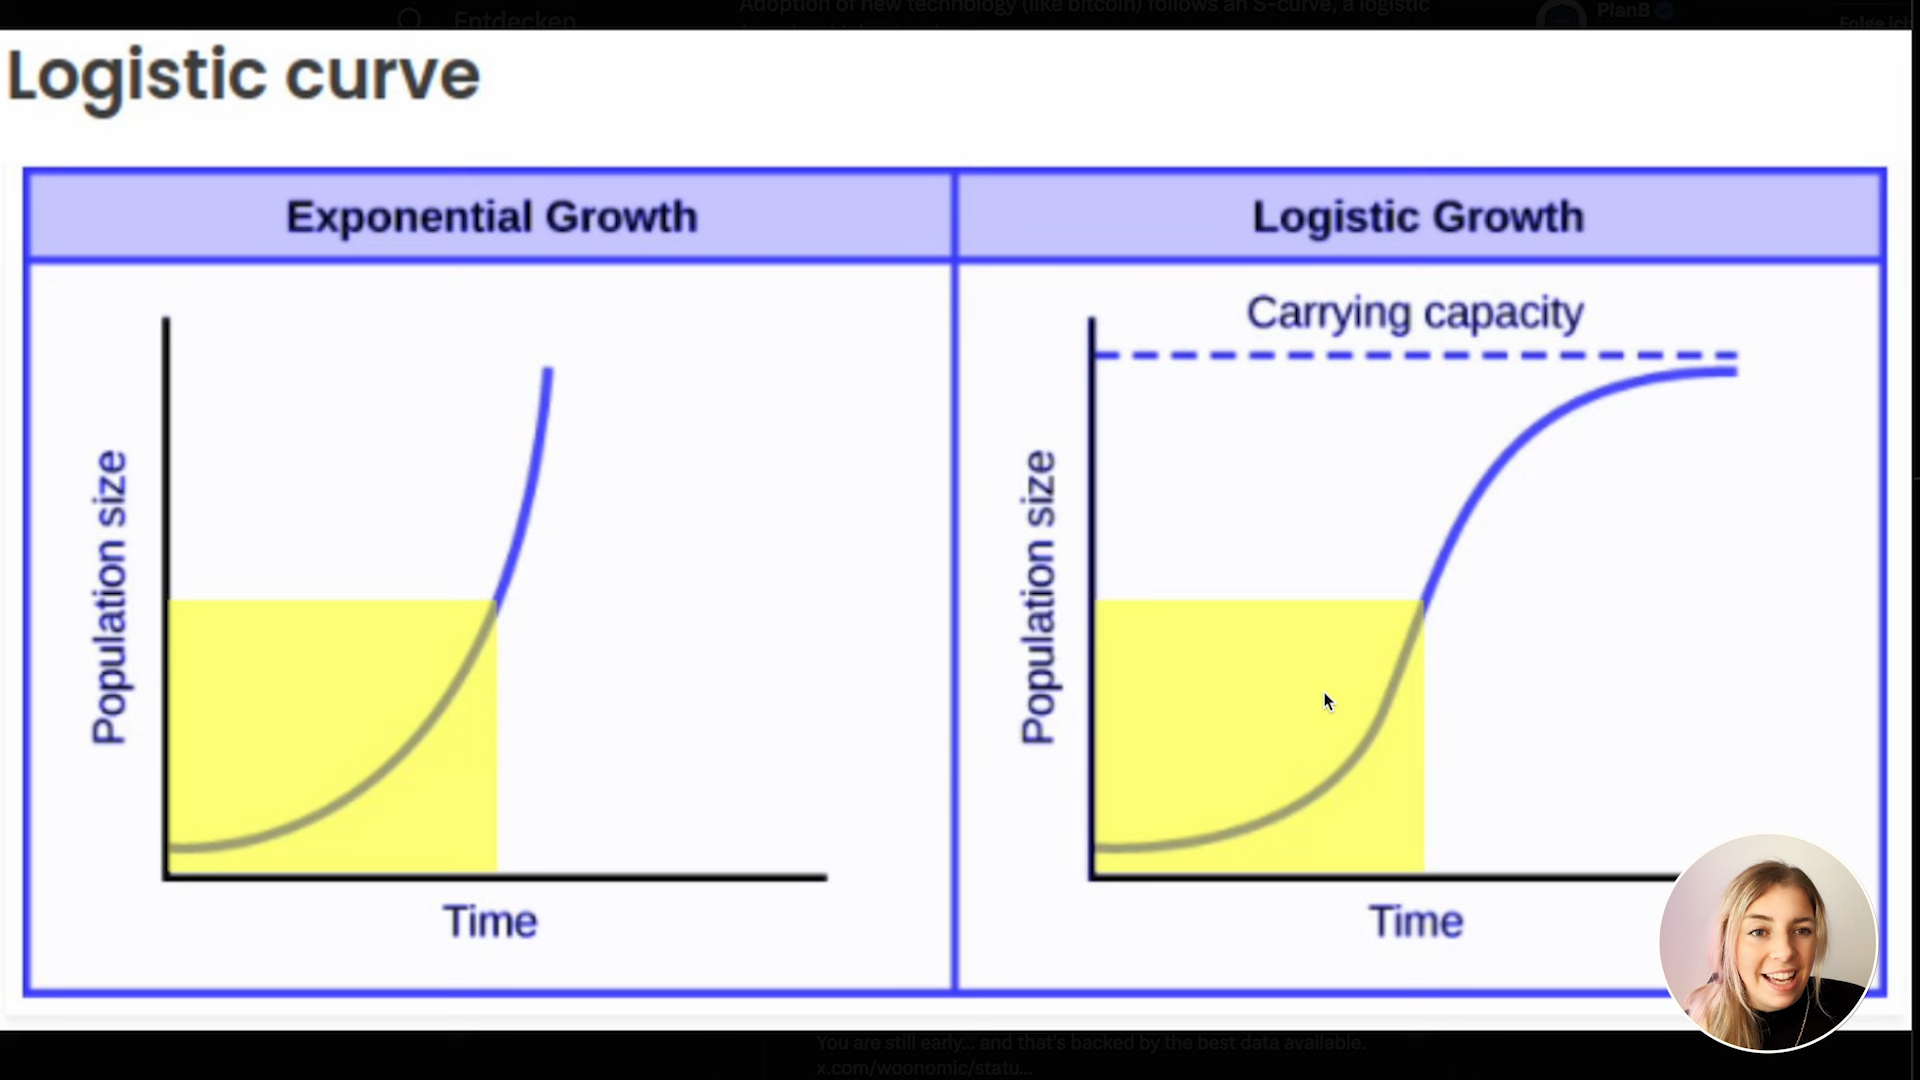 Entdecken
Adoption of new technology (like bitcoin) follows an S-curve, a logistic
PlanB
Folge ich
Logistic curve
Exponential Growth
Population size
Time
Logistic Growth
Carrying capacity
Population size
Time
You are still early... and that's backed by the best data available.
x.com/woonomic/statu...